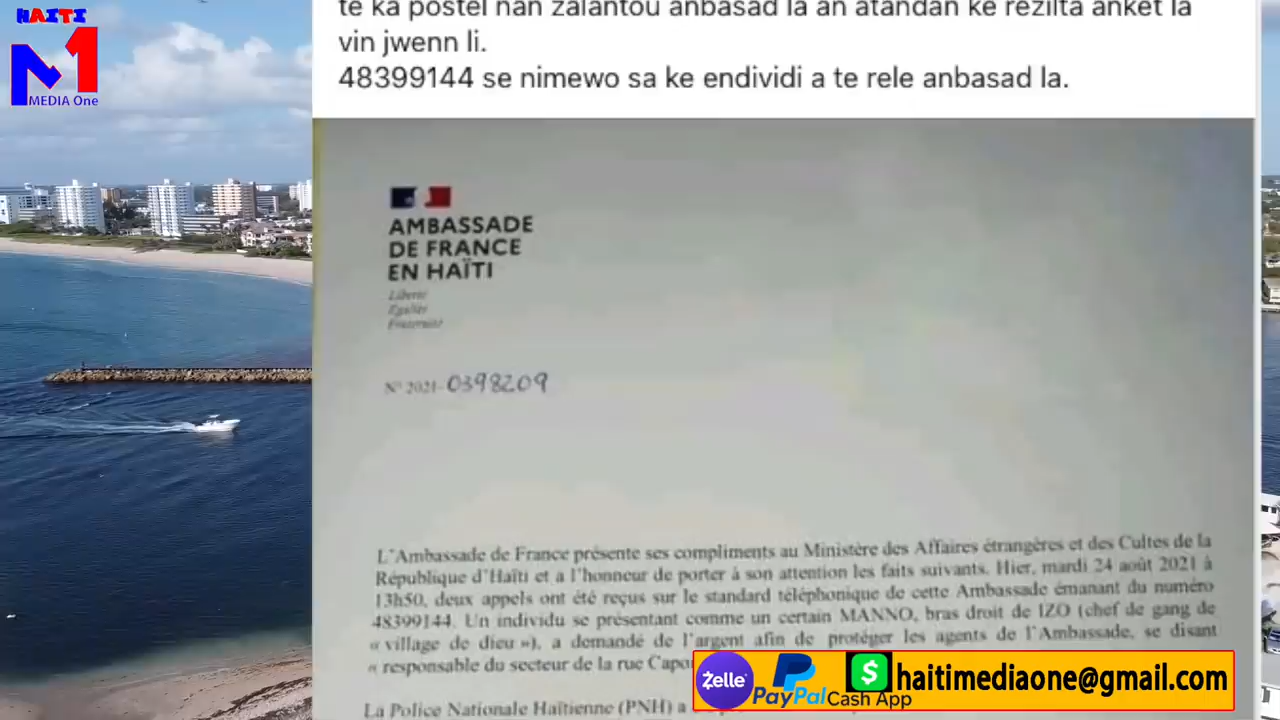 HAITI
M1
MEDIA One
te ka postel nan zalantou anbasad la an atandan ke rezilta anket la
vin jwenn li.
48399144 se nimewo sa ke endividi a te rele anbasad la.
AMBASSADE
DE FRANCE
EN HAÏTI
Liberté
Égalité
Fraternité
N° 2021-0398209
L'Ambassade de France présente ses compliments au Ministère des Affaires étrangères et des Cultes de la
République d'Haïti et a l'honneur de porter à son attention les faits suivants. Hier, mardi 24 août 2021 à
13h50, deux appels ont été reçus sur le standard téléphonique de cette Ambassade émanant du numéro
48399144. Un individu se présentant comme un certain MANNO, bras droit de IZO (chef de gang de
« village de dieu »), a demandé de l'argent afin de protéger les agents de l'Ambassade, se disant
« responsable du secteur de la rue
La Police Nationale Haïtienne (PNH) a
Zelle
PayPal
$
Cash App
haitimediaone@gmail.com